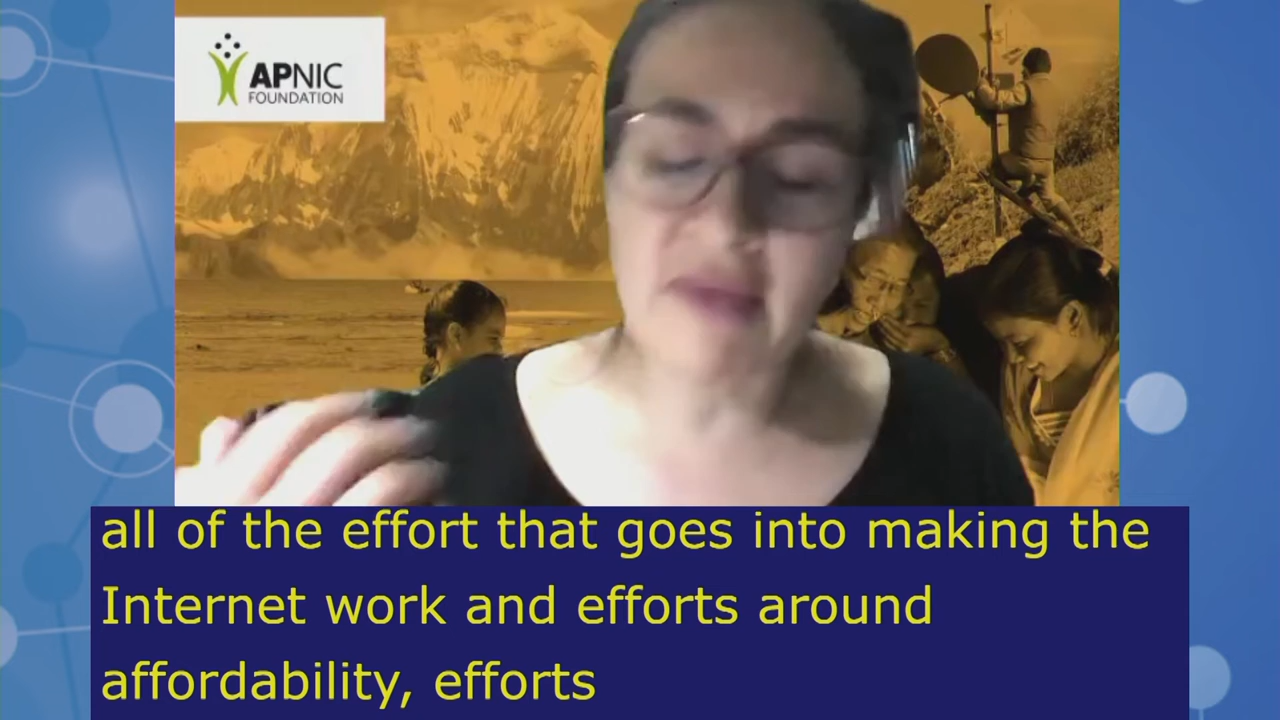 APNIC
FOUNDATION
all of the effort that goes into making the
Internet work and efforts around
affordability, efforts